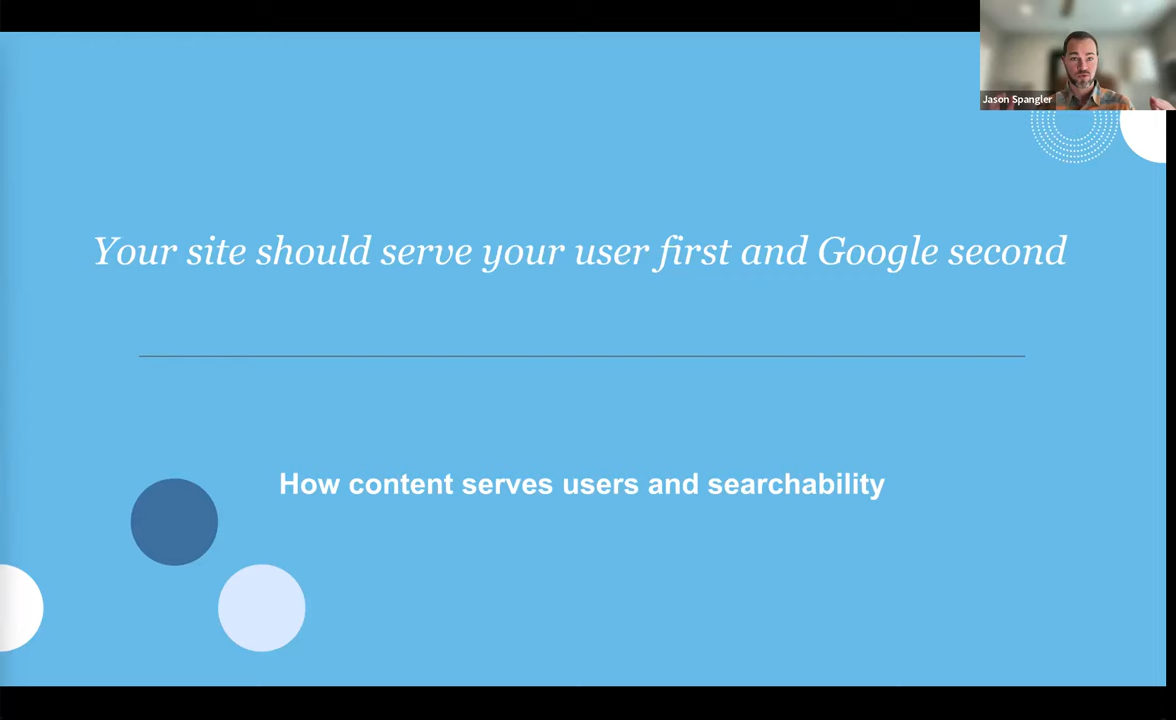 Jason Spangler
Your site should serve your user first and Google second
How content serves users and searchability